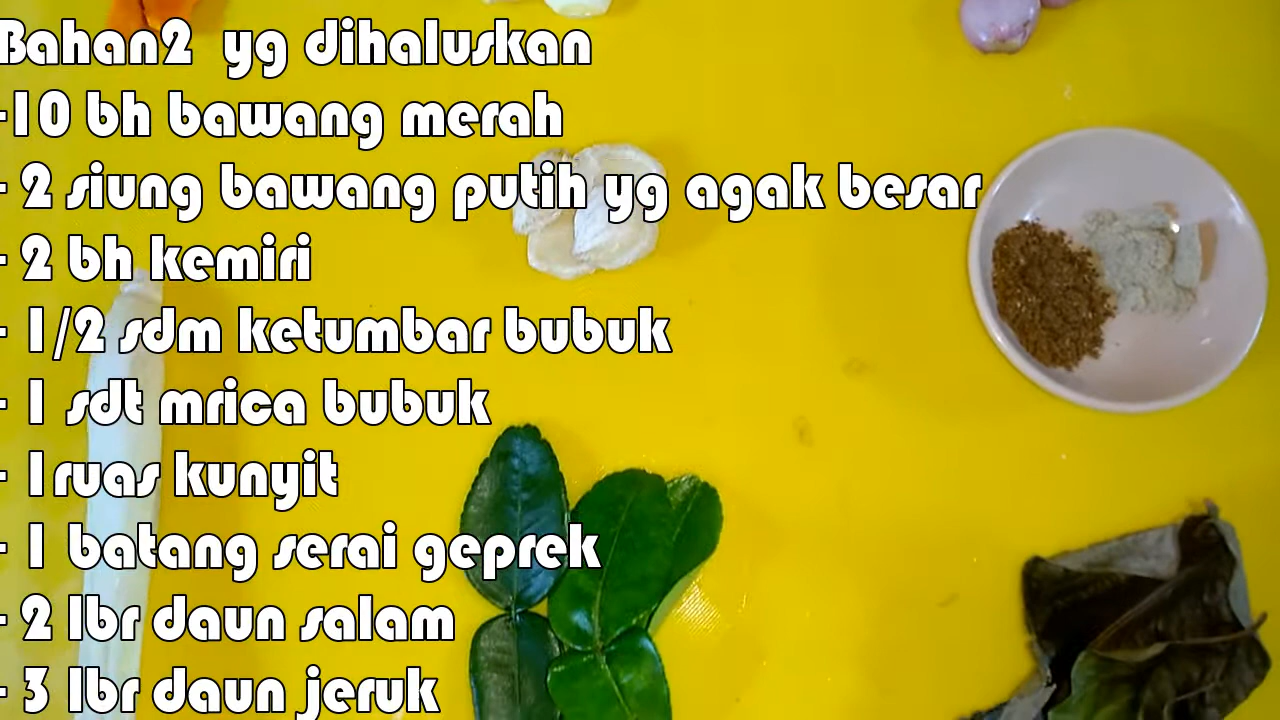 Bahan2 yg dihaluskan
-10 bh bawang merah
- 2 siung bawang putih yg agak besar
- 2 bh kemiri
- 1/2 sdm ketumbar bubuk
- 1 sdt mrica bubuk
- 1ruas kunyit
- 1 batang serai geprek
- 2 lbr daun salam
- 3 lbr daun jeruk